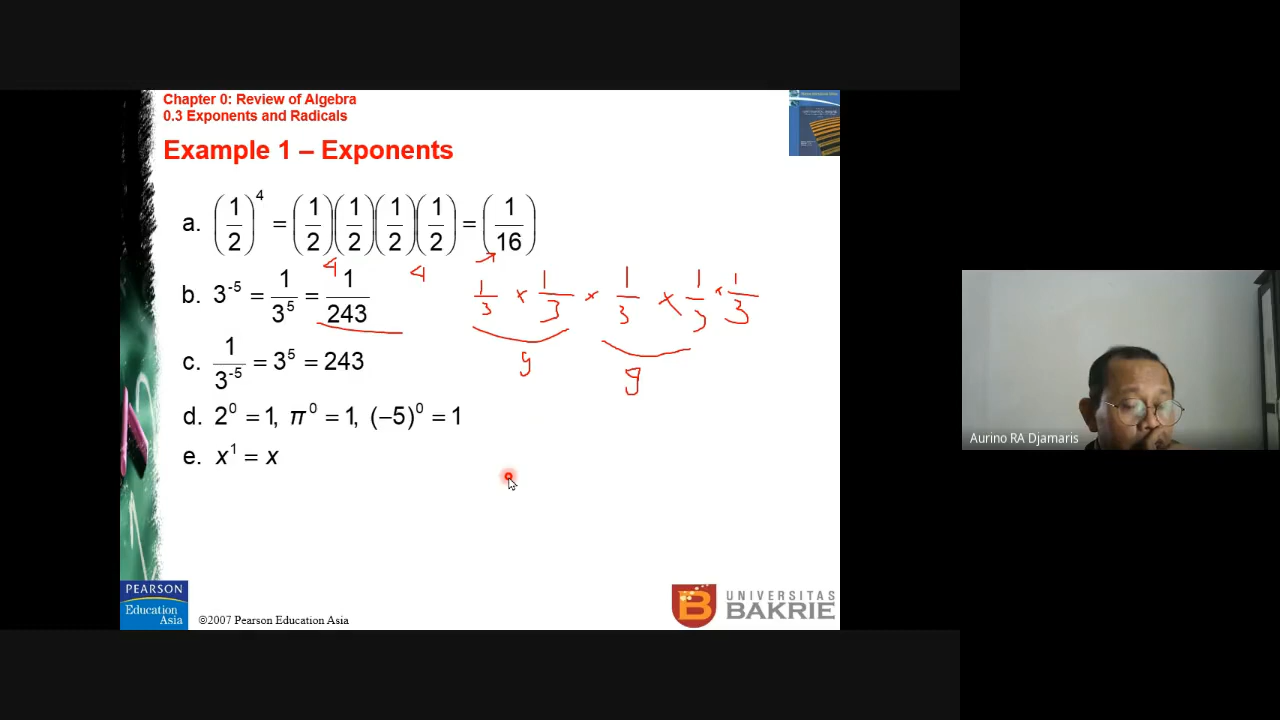 Chapter 0: Review of Algebra
0.3 Exponents and Radicals
Example 1 – Exponents
a. (1/2)^4 = (1/2)(1/2)(1/2)(1/2) = (1/16)
4 4
b. 3^-5 = 1/3^5 = 1/243
1/3 × 1/3 × 1/3 × 1/3 × 1/3
9 9
c. 1/3^-5 = 3^5 = 243
d. 2^0 = 1, π^0 = 1, (–5)^0 = 1
e. x^1 = x
Aurino RA Djamaris
PEARSON
Education
Asia
©2007 Pearson Education Asia
B UNIVERSITAS
BAKRIE